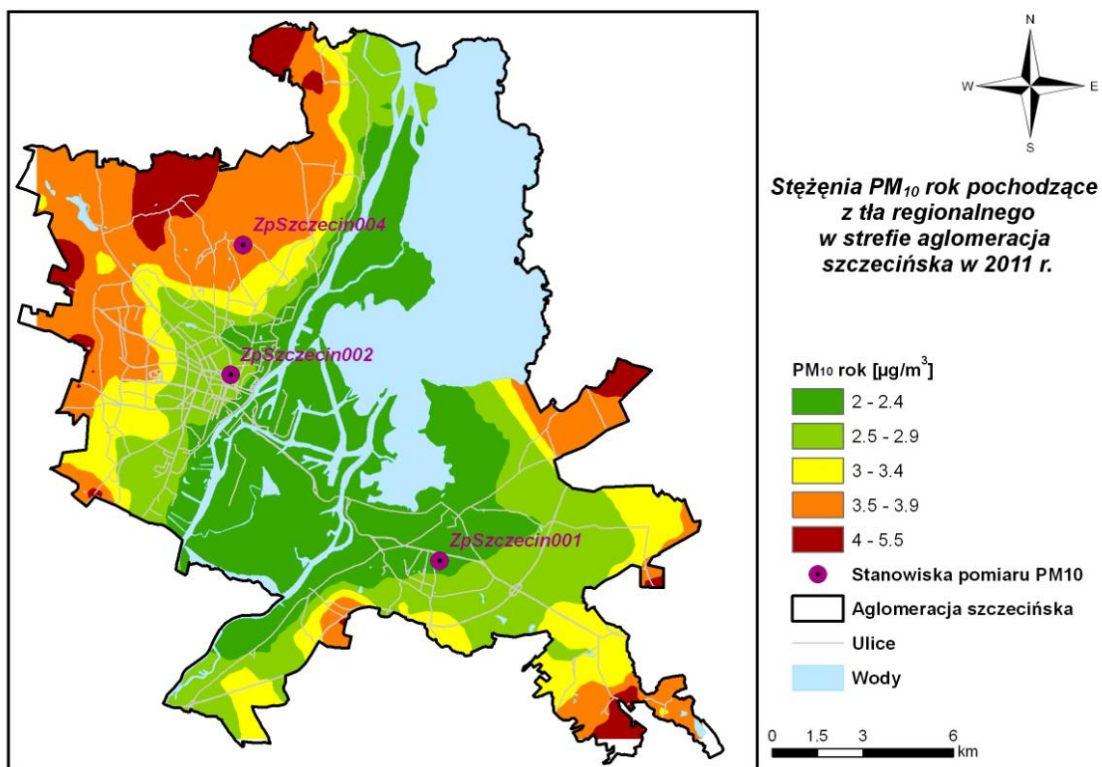 N
W E
S
Stężenia PM₁₀ rok pochodzące
z tła regionalnego
w strefie aglomeracja
szczecińska w 2011 r.
ZpSzczecin004
ZpSzczecin002
ZpSzczecin001
PM₁₀ rok [µg/m³]
2 - 2.4
2.5 - 2.9
3 - 3.4
3.5 - 3.9
4 - 5.5
Stanowiska pomiaru PM10
Aglomeracja szczecińska
Ulice
Wody
0 1.5 3 6
km